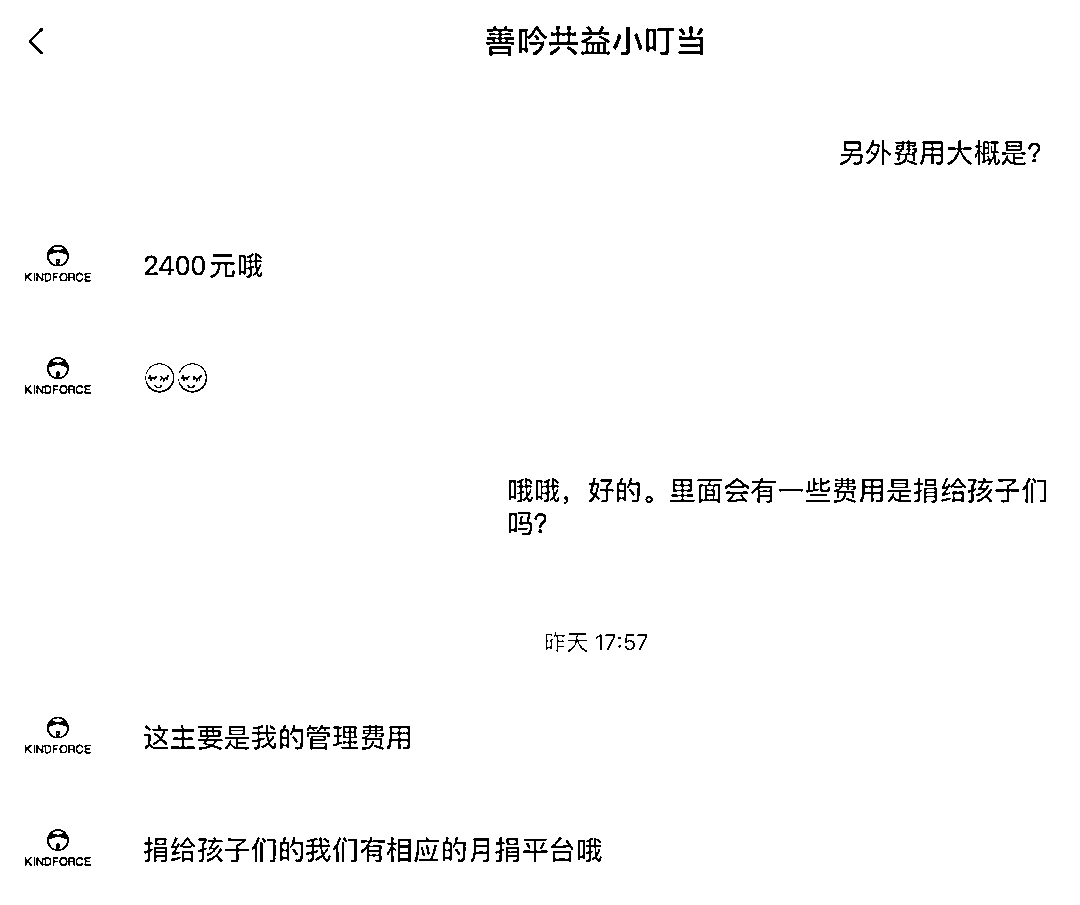 善吟共益小叮当
另外费用大概是?
KINDFORCE
2400元哦
KINDFORCE
哦哦，好的。里面会有一些费用是捐给孩子们
吗?
昨天 17:57
KINDFORCE
这主要是我的管理费用
KINDFORCE
捐给孩子们的我们有相应的月捐平台哦